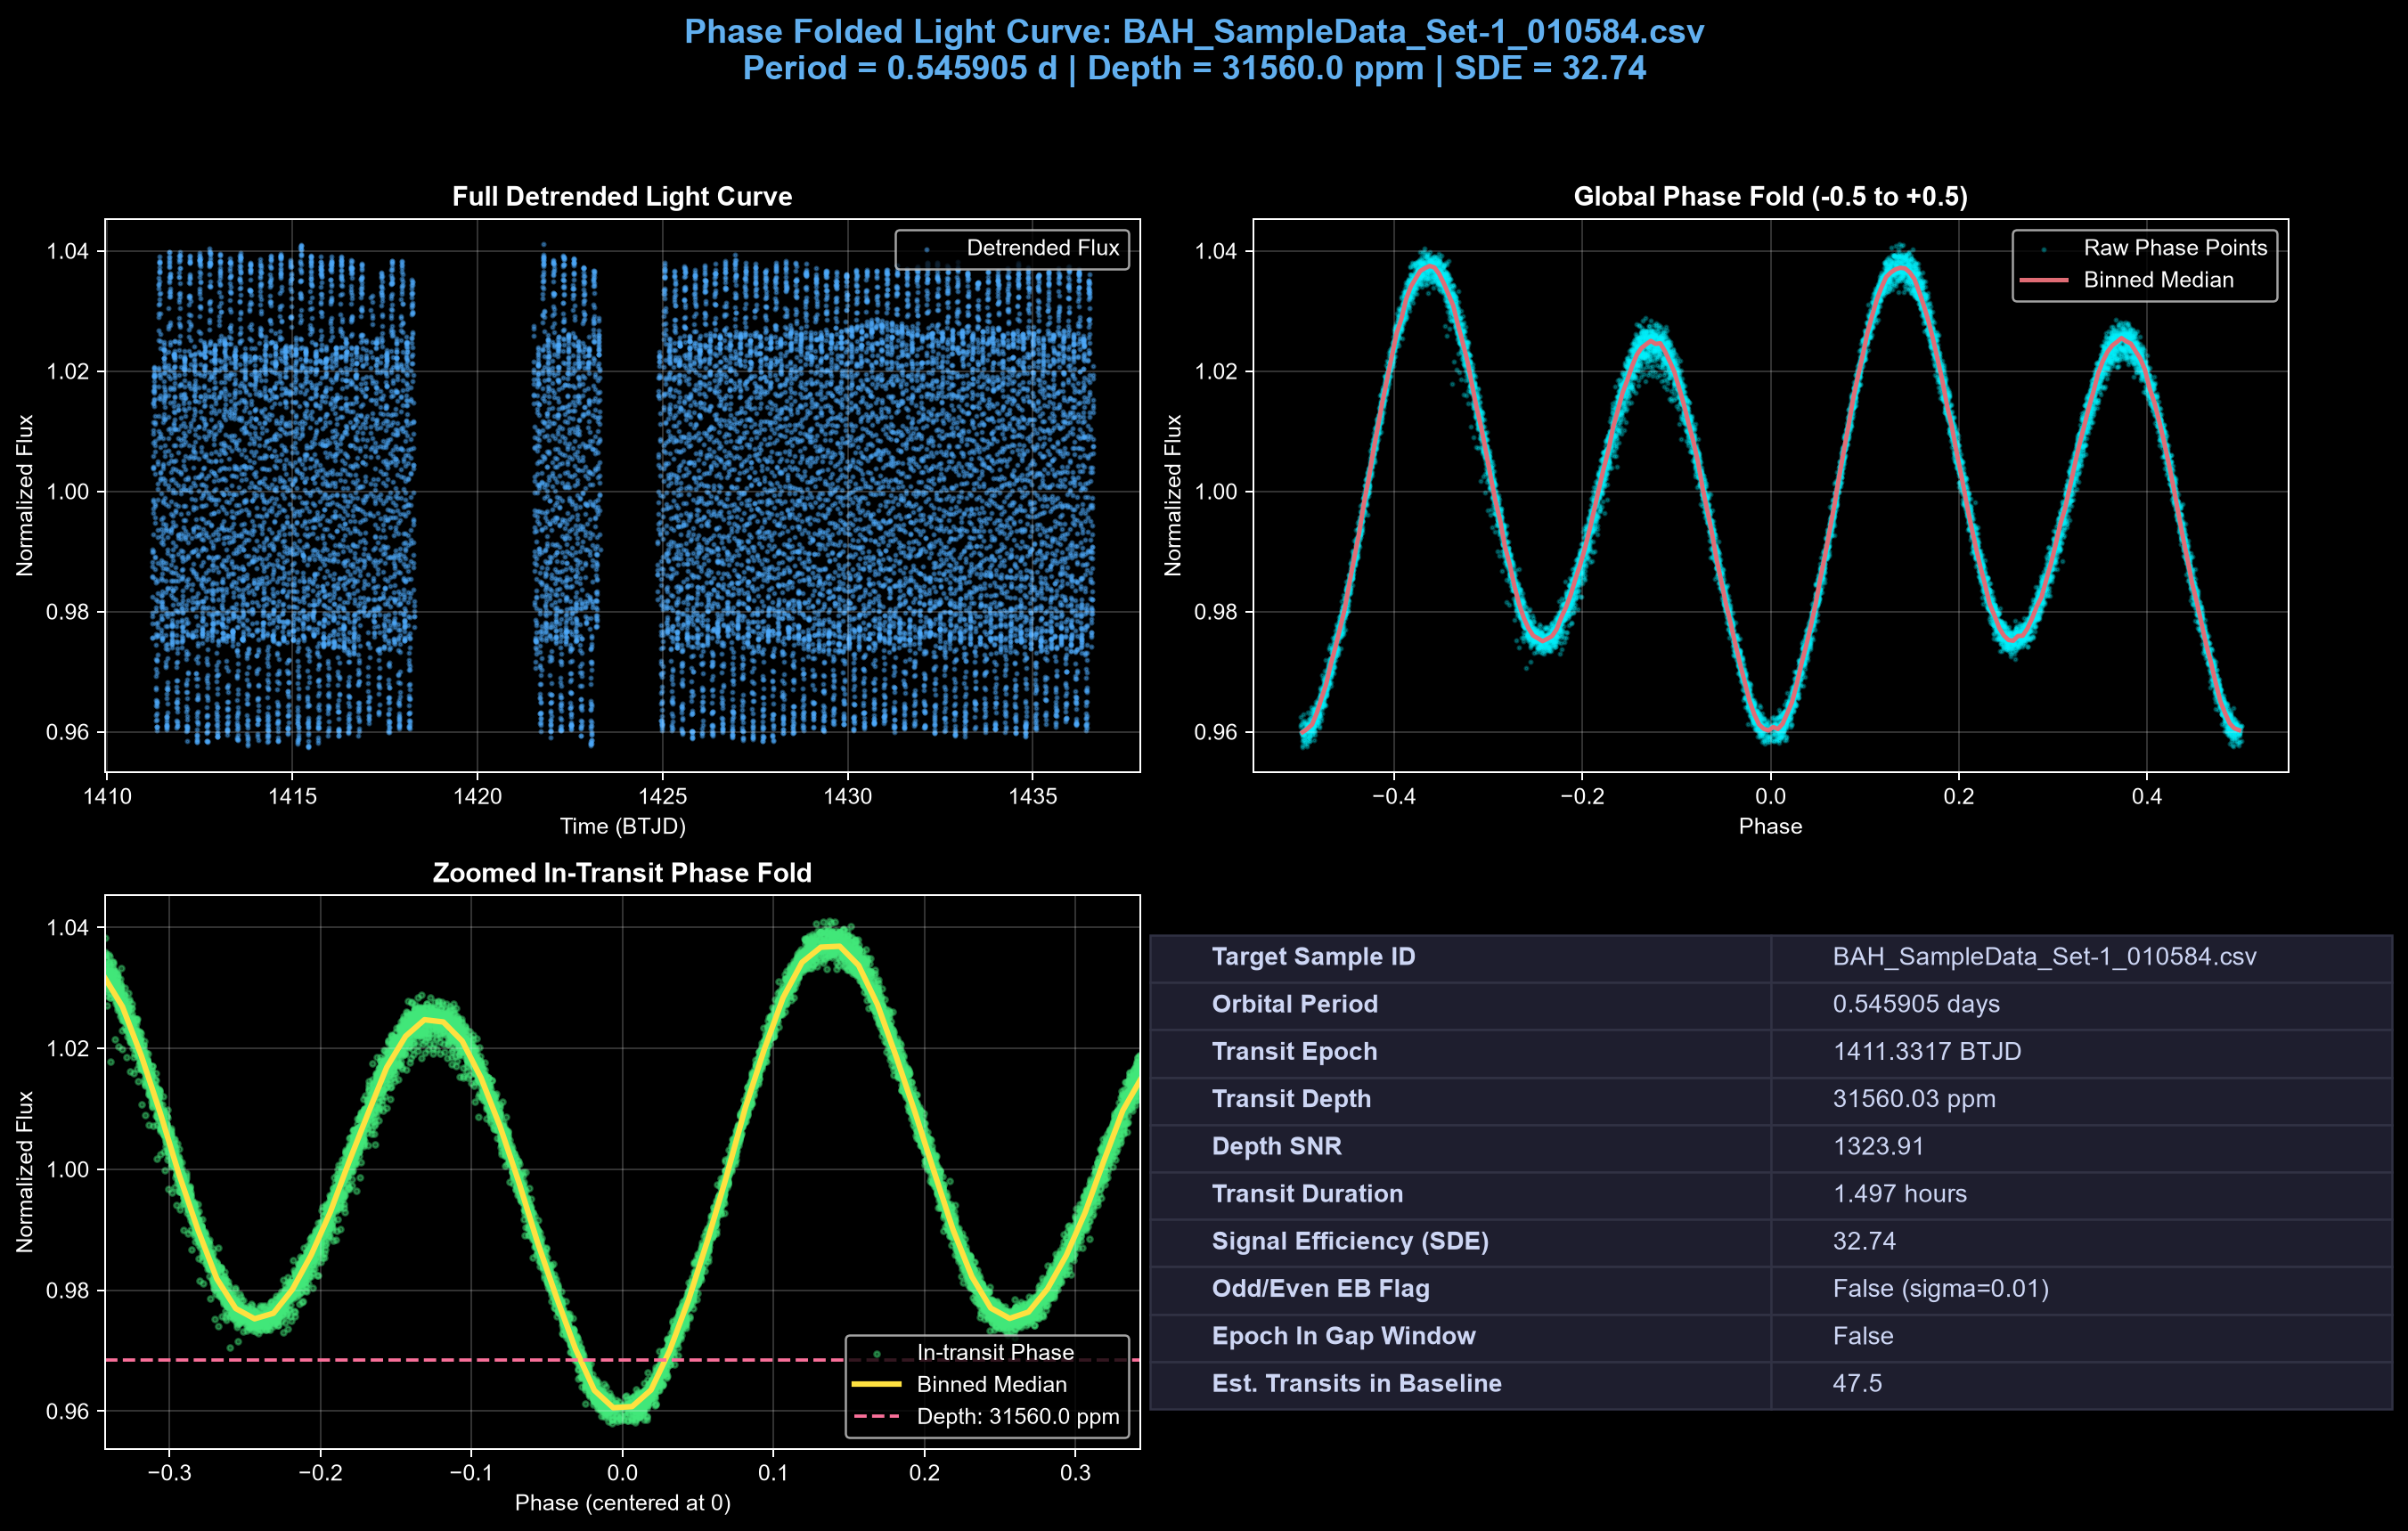 Phase Folded Light Curve: BAH_SampleData_Set-1_010584.csv
Period = 0.545905 d | Depth = 31560.0 ppm | SDE = 32.74
Full Detrended Light Curve
Detrended Flux
1.04
1.02
1.00
0.98
0.96
Normalized Flux
1410
1415
1420
1425
1430
1435
Time (BTJD)
Global Phase Fold (-0.5 to +0.5)
Raw Phase Points
Binned Median
1.04
1.02
1.00
0.98
0.96
Normalized Flux
−0.4
−0.2
0.0
0.2
0.4
Phase
Zoomed In-Transit Phase Fold
1.04
1.02
1.00
0.98
0.96
Normalized Flux
In-transit Phase
Binned Median
Depth: 31560.0 ppm
−0.3
−0.2
−0.1
0.0
0.1
0.2
0.3
Phase (centered at 0)
Target Sample ID BAH_SampleData_Set-1_010584.csv
Orbital Period 0.545905 days
Transit Epoch 1411.3317 BTJD
Transit Depth 31560.03 ppm
Depth SNR 1323.91
Transit Duration 1.497 hours
Signal Efficiency (SDE) 32.74
Odd/Even EB Flag False (sigma=0.01)
Epoch In Gap Window False
Est. Transits in Baseline 47.5